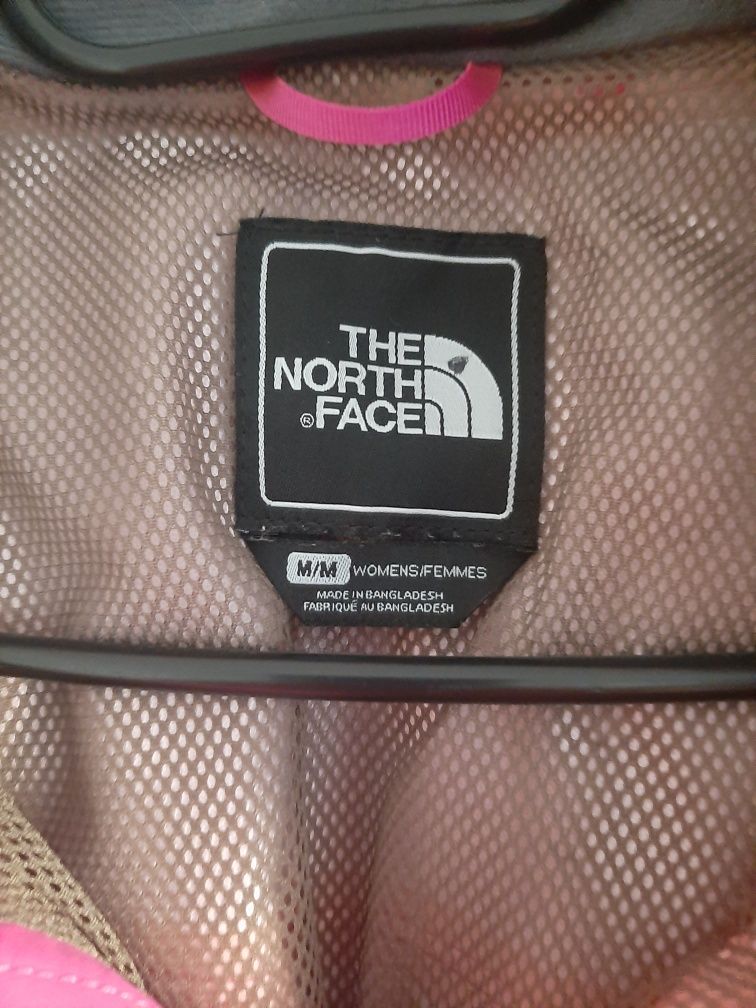 THE
NORTH
®FACE
M/M WOMENS/FEMMES
MADE IN BANGLADESH
FABRIQUÉ AU BANGLADESH